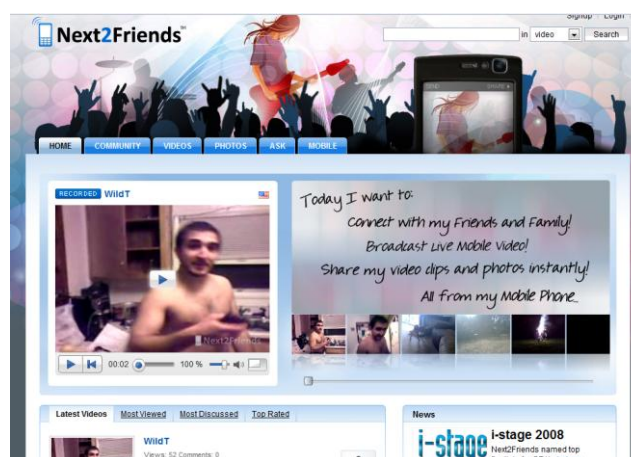 Signup Login
Next2Friends
in video Search
SEND SHARE
HOME COMMUNITY VIDEOS PHOTOS ASK MOBILE
RECORDED WildT
Next2Friends
00:02 100 %
Today I want to:
Connect with my Friends and Family!
Broadcast Live Mobile Video!
Share my video clips and photos instantly!
All from my Mobile Phone
Latest Videos Most Viewed Most Discussed Top Rated
WildT
Views: 52 Comments: 0
News
i-stage
i-stage 2008
Next2Friends named top